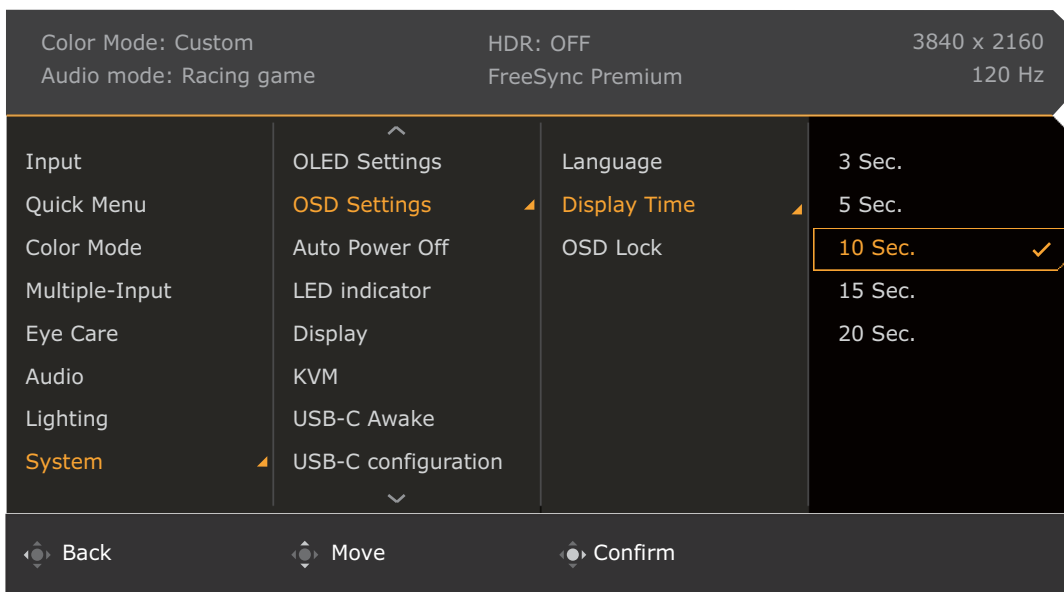 Color Mode: Custom
HDR: OFF
3840 x 2160
Audio mode: Racing game
FreeSync Premium
120 Hz
Input
Quick Menu
Color Mode
Multiple-Input
Eye Care
Audio
Lighting
System
OLED Settings
OSD Settings
Auto Power Off
LED indicator
Display
KVM
USB-C Awake
USB-C configuration
Language
Display Time
OSD Lock
3 Sec.
5 Sec.
10 Sec.
15 Sec.
20 Sec.
Back
Move
Confirm